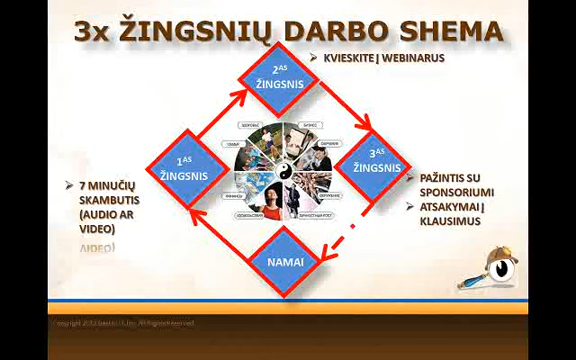 3x ŽINGSNIŲ DARBO SHEMA
KVIESKITE Į WEBINARUS
2AS
ŽINGSNIS
1AS
ŽINGSNIS
3AS
ŽINGSNIS
7 MINUČIŲ
SKAMBUTIS
(AUDIO AR
VIDEO)
PAŽINTIS SU
SPONSORIUMI
ATSAKYMAI Į
KLAUSIMUS
NAMAI